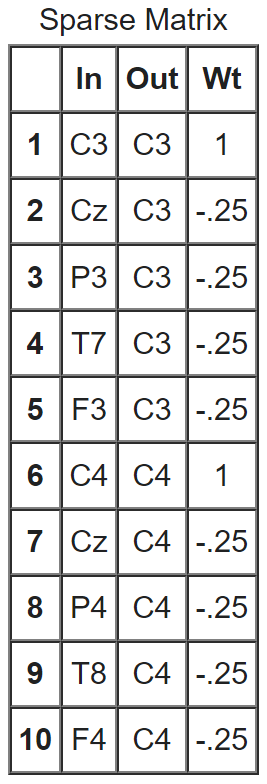 Sparse Matrix
In Out Wt
1 C3 C3 1
2 Cz C3 -.25
3 P3 C3 -.25
4 T7 C3 -.25
5 F3 C3 -.25
6 C4 C4 1
7 Cz C4 -.25
8 P4 C4 -.25
9 T8 C4 -.25
10 F4 C4 -.25